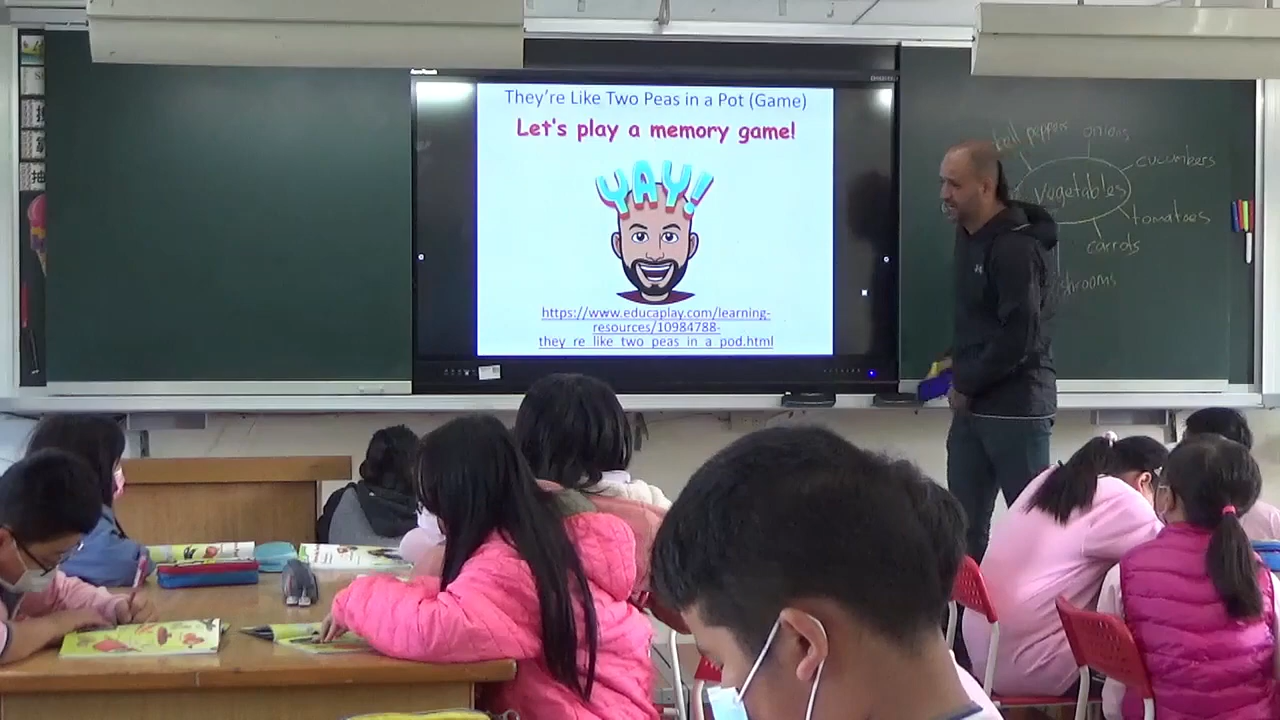 They're Like Two Peas in a Pot (Game)
Let's play a memory game!
YAY!
https://www.educaplay.com/learning-
resources/10984788-
they_re_like_two_peas_in_a_pod.html
bell peppers
onions
cucumbers
vegetables
tomatoes
carrots
抽